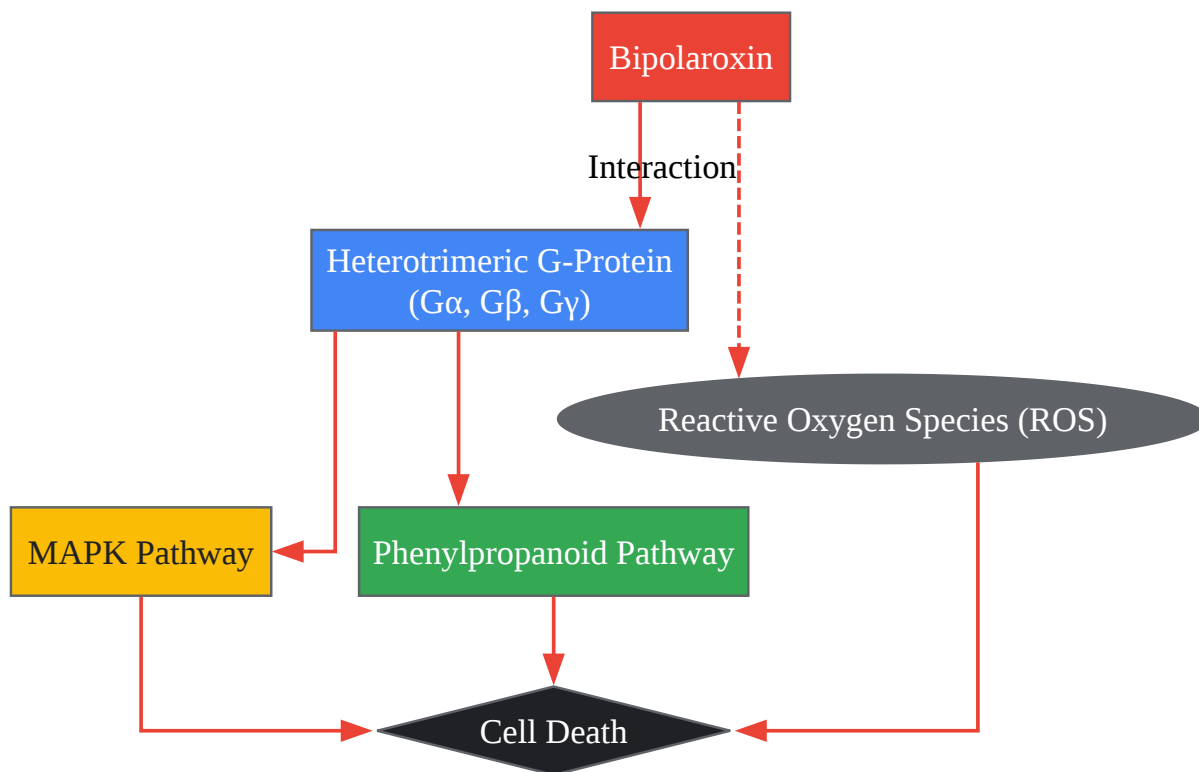 Bipolaroxin
Interaction
Heterotrimeric G-Protein
(Gα, Gβ, Gγ)
Reactive Oxygen Species (ROS)
MAPK Pathway
Phenylpropanoid Pathway
Cell Death